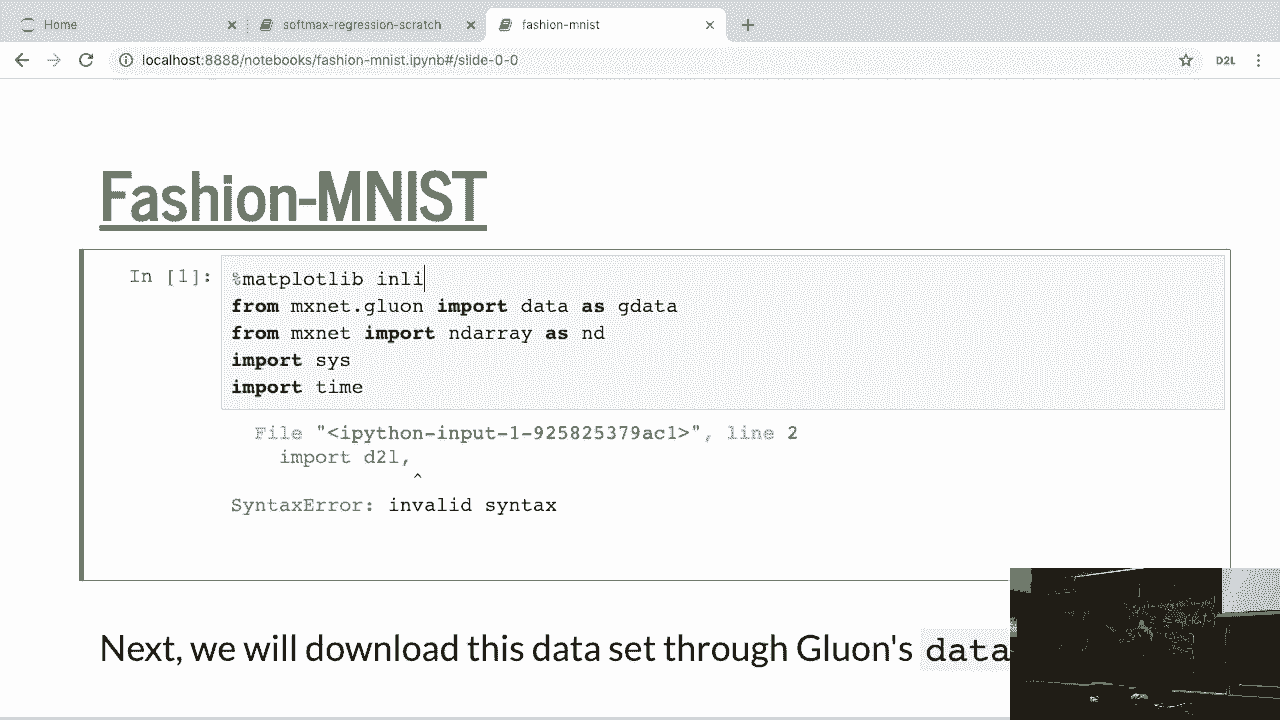 Home
softmax-regression-scratch
fashion-mnist
localhost:8888/notebooks/fashion-mnist.ipynb#/slide-0-0
D2L
Fashion-MNIST
In [1]:
%matplotlib inli
from mxnet.gluon import data as gdata
from mxnet import ndarray as nd
import sys
import time
File "<ipython-input-1-925825379ac1>", line 2
import d2l,
^
SyntaxError: invalid syntax
Next, we will download this data set through Gluon's data